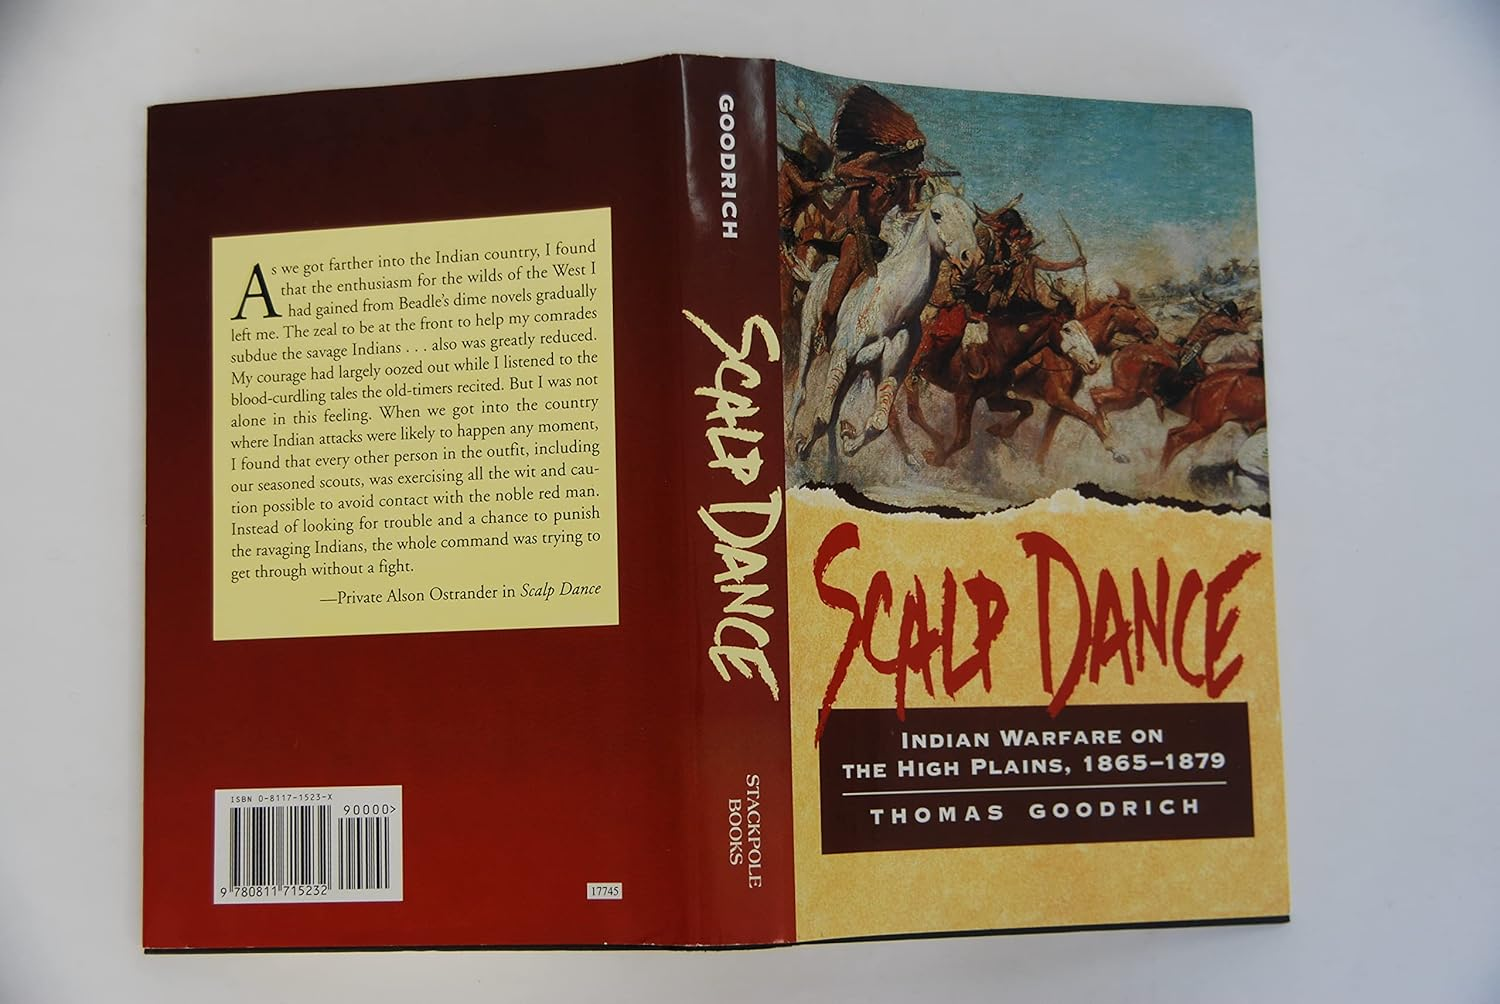 As we got farther into the Indian country, I found
that the enthusiasm for the wilds of the West I
had gained from Beadle's dime novels gradually
left me. The zeal to be at the front to help my comrades
subdue the savage Indians . . . also was greatly reduced.
My courage had largely oozed out while I listened to the
blood-curdling tales the old-timers recited. But I was not
alone in this feeling. When we got into the country
where Indian attacks were likely to happen any moment,
I found that every other person in the outfit, including
our seasoned scouts, was exercising all the wit and cau-
tion possible to avoid contact with the noble red man.
Instead of looking for trouble and a chance to punish
the ravaging Indians, the whole command was trying to
get through without a fight.
—Private Alson Ostrander in Scalp Dance
ISBN 0-8117-1523-X
90000>
9 780811 715232
17745
GOODRICH
SCALP DANCE
STACKPOLE
BOOKS
SCALP DANCE
INDIAN WARFARE ON
THE HIGH PLAINS, 1865–1879
THOMAS GOODRICH